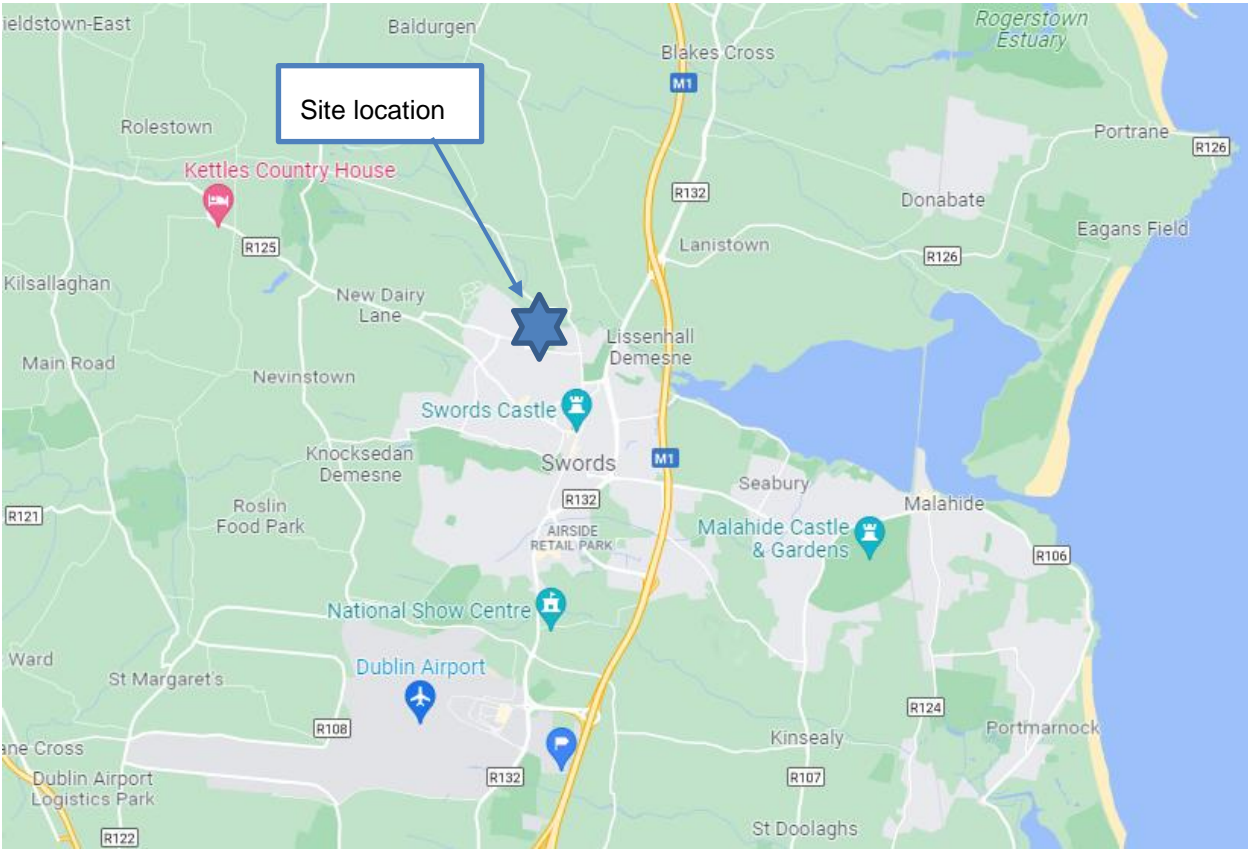 ieldstown-East
Baldurgen
Rogerstown
Estuary
Blakes Cross
M1
Site location
Rolestown
Portrane
R126
Kettles Country House
R132
Donabate
Eagans Field
R125
Lanistown
R126
Kilsallaghan
New Dairy
Lane
Lissenhall
Demesne
Main Road
Nevinstown
Swords Castle
Knocksedan
Demesne
Swords
M1
Seabury
R132
Roslin
Food Park
R121
Malahide
AIRSIDE
RETAIL PARK
Malahide Castle
& Gardens
R106
National Show Centre
Ward
St Margaret's
Dublin Airport
R124
R108
Portmarnock
Kinsealy
ane Cross
Dublin Airport
Logistics Park
R132
R107
R122
St Doolaghs